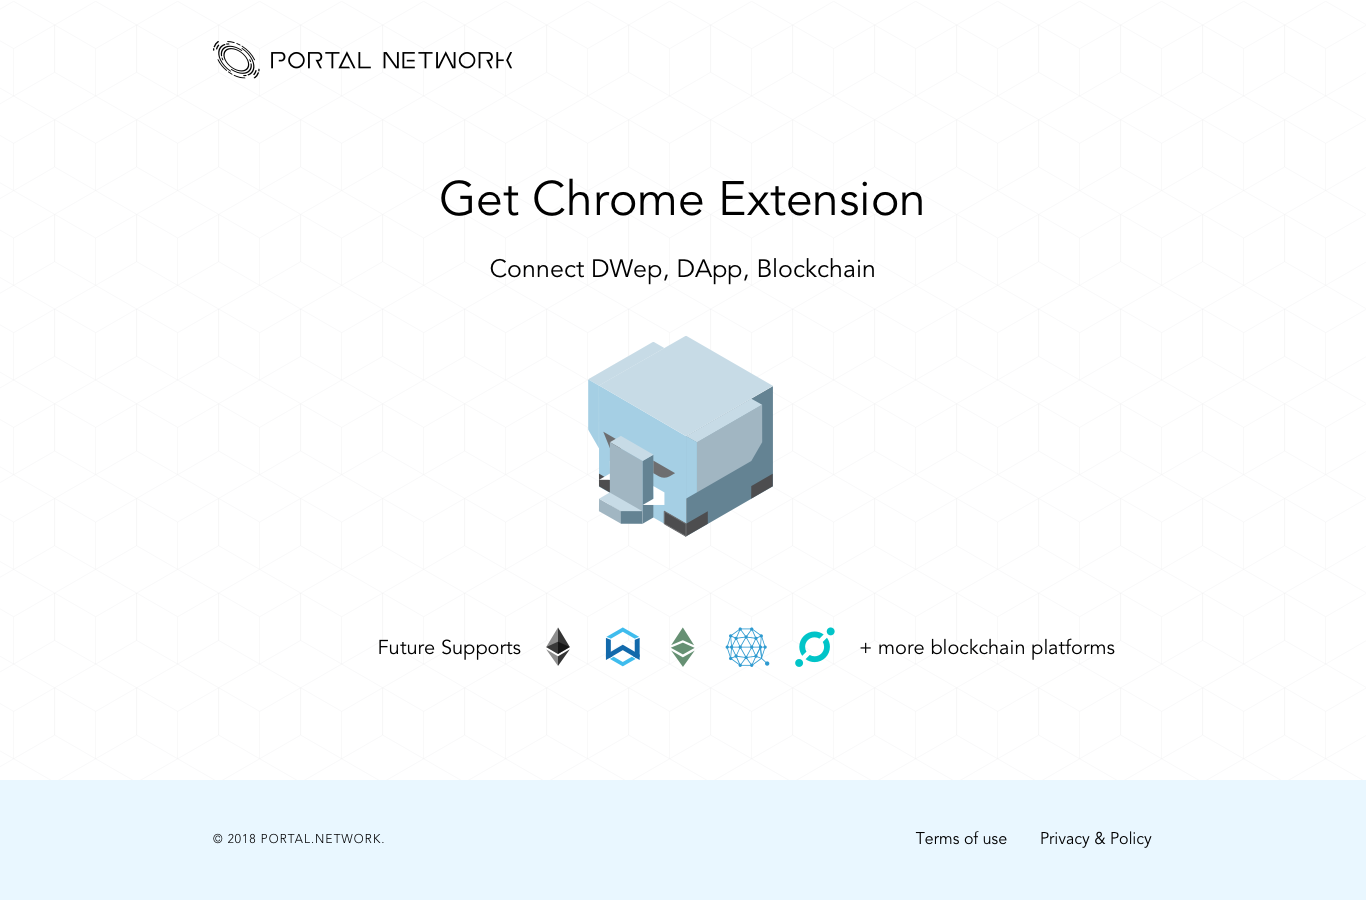 PORTAL NETWORK
Get Chrome Extension
Connect DWep, DApp, Blockchain
Future Supports + more blockchain platforms
© 2018 PORTAL.NETWORK. Terms of use Privacy & Policy